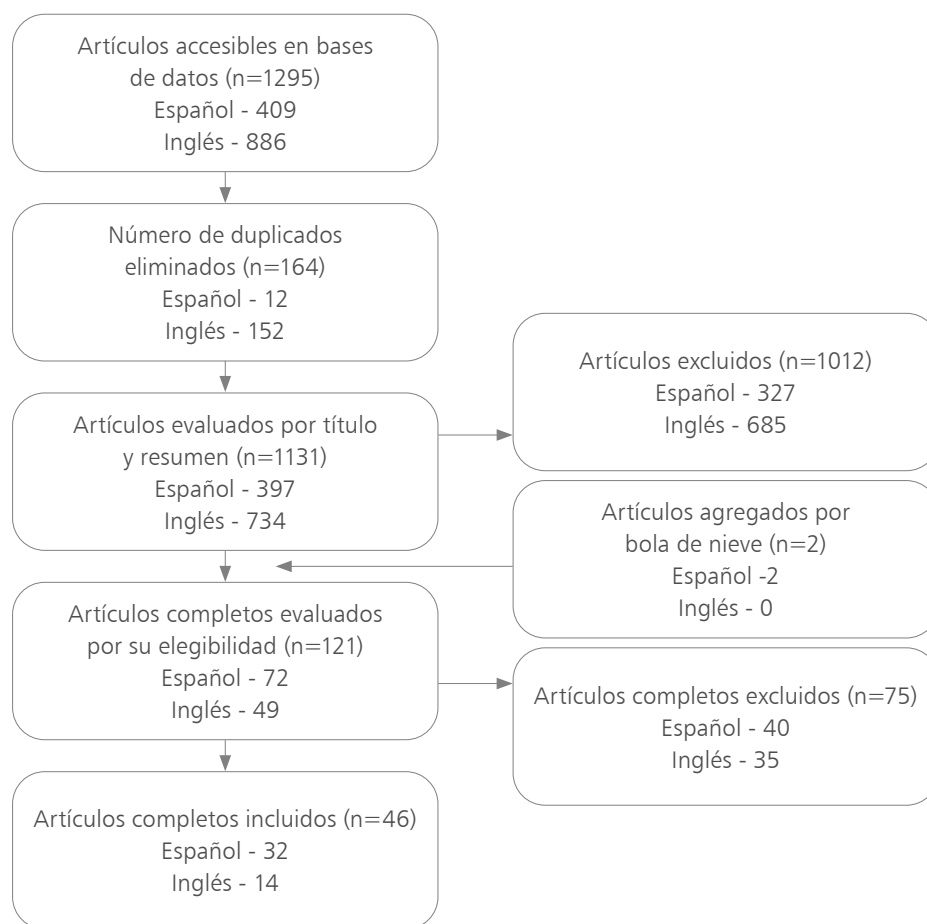 Artículos accesibles en bases
de datos (n=1295)
Español - 409
Inglés - 886
Número de duplicados
eliminados (n=164)
Español - 12
Inglés - 152
Artículos evaluados por título
y resumen (n=1131)
Español - 397
Inglés - 734
Artículos excluidos (n=1012)
Español - 327
Inglés - 685
Artículos agregados por
bola de nieve (n=2)
Español -2
Inglés - 0
Artículos completos evaluados
por su elegibilidad (n=121)
Español - 72
Inglés - 49
Artículos completos excluidos (n=75)
Español - 40
Inglés - 35
Artículos completos incluidos (n=46)
Español - 32
Inglés - 14